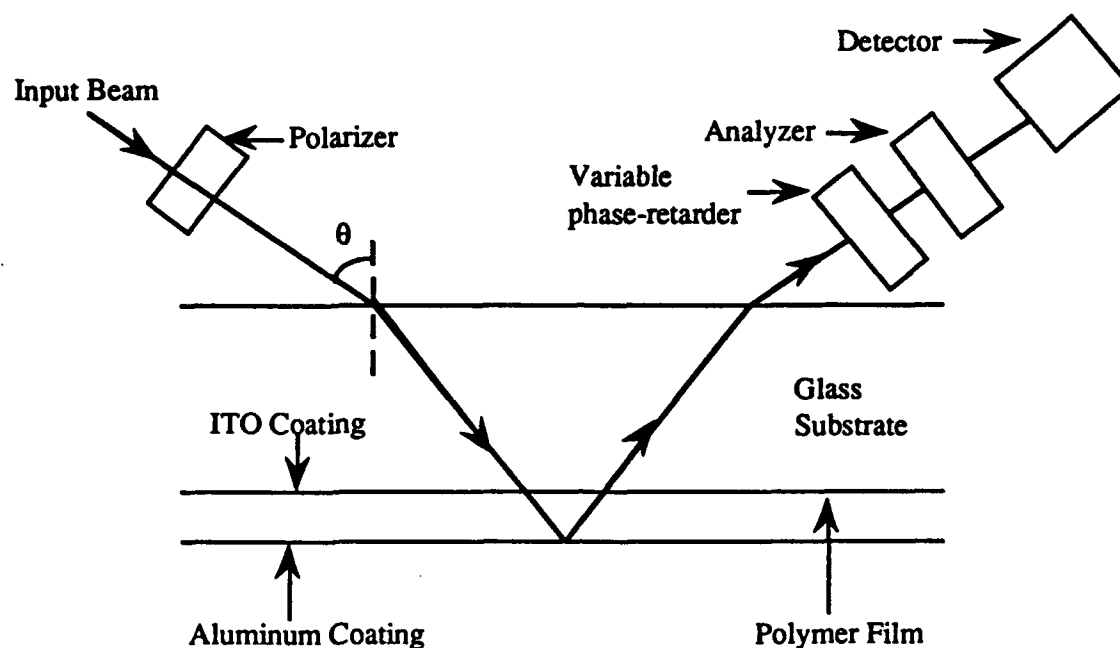 Detector
Input Beam
Polarizer
Analyzer
Variable
phase-retarder
θ
Glass
Substrate
ITO Coating
Aluminum Coating
Polymer Film